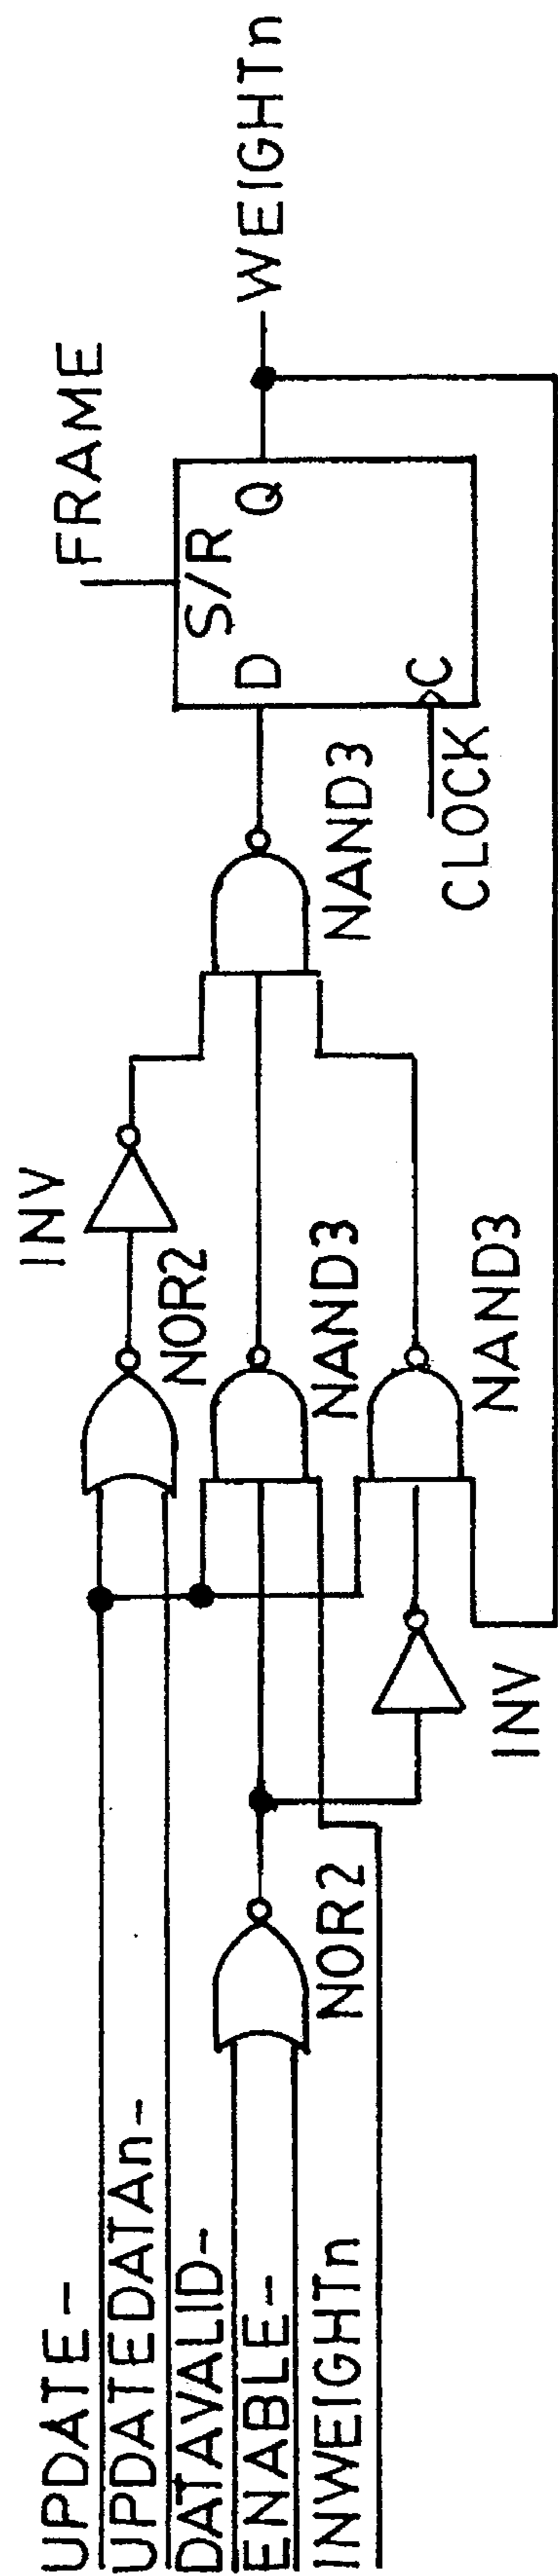 UPDATE-
UPDATEDATAn-
DATAVALID-
ENABLE-
INWEIGHTn
NOR2
INV
NOR2
INV
NAND3
NAND3
NAND3
FRAME
S/R
D
Q
C
CLOCK
WEIGHTn